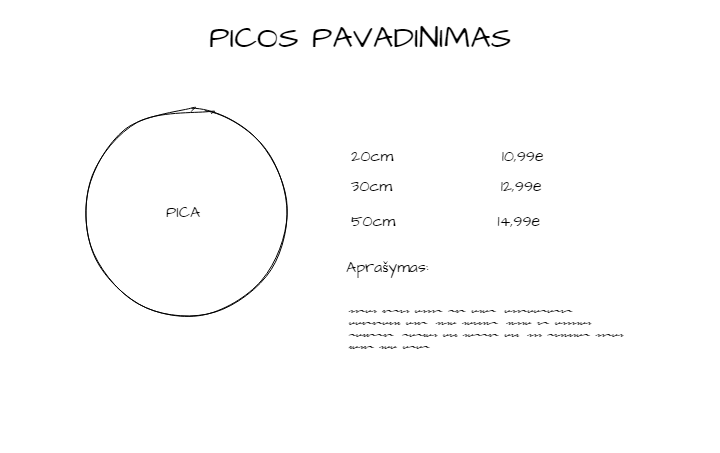 PICOS PAVADINIMAS
PICA
20cm 10,99e
30cm 12,99e
50cm 14,99e
Aprašymas: